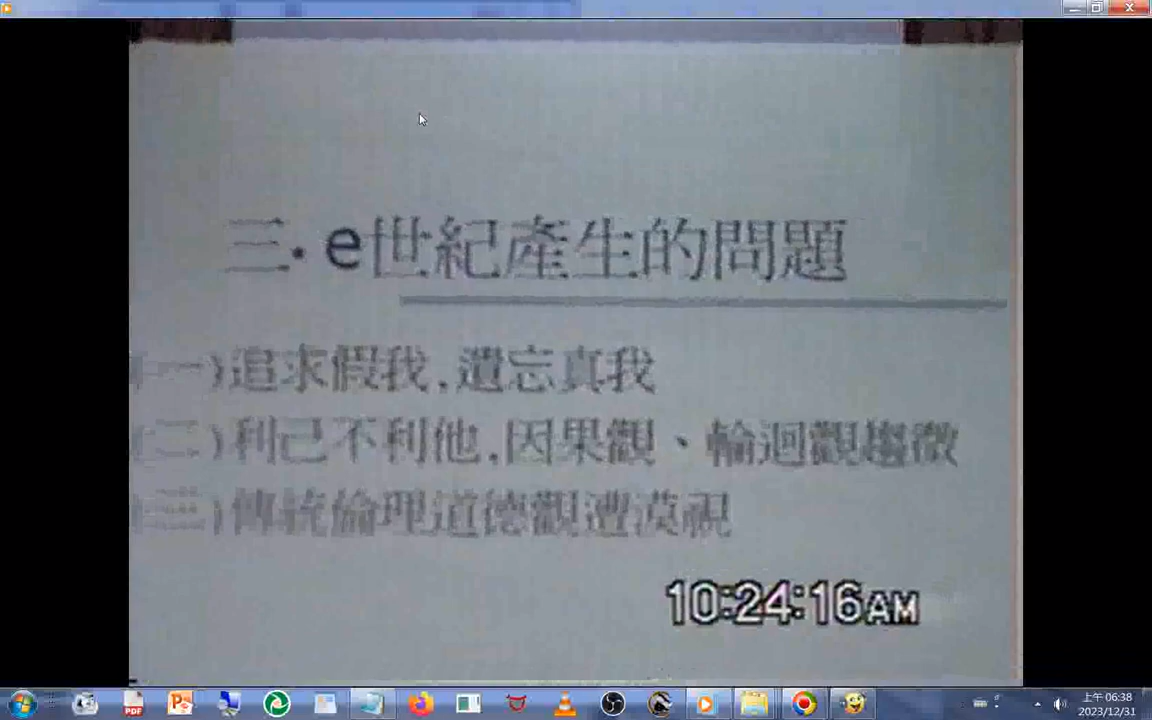 三. e世紀產生的問題
(一)追求假我,遺忘真我
(二)利己不利他,因果觀、輪迴觀趨微
(三)傳統倫理道德觀遭漠視
10:24:16AM
上午 06:38
2023/12/31